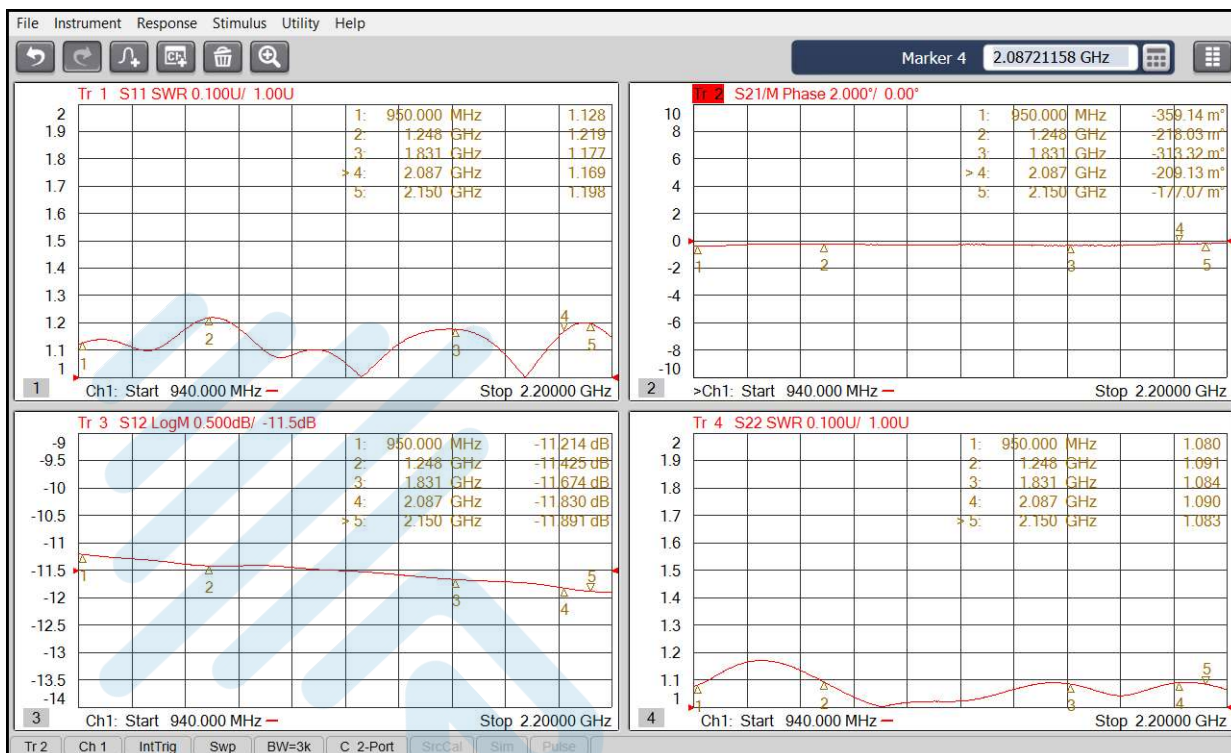 File Instrument Response Stimulus Utility Help
Marker 4 2.08721158 GHz
Tr 1 S11 SWR 0.100U/ 1.00U
2
1.9
1.8
1.7
1.6
1.5
1.4
1.3
1.2
1.1
1
1: 950.000 MHz 1.128
2: 1.248 GHz 1.219
3: 1.831 GHz 1.177
> 4: 2.087 GHz 1.169
5: 2.150 GHz 1.198
1
2
3
4
5
1 Ch1: Start 940.000 MHz Stop 2.20000 GHz
Tr 2 S21/M Phase 2.000°/ 0.00°
10
8
6
4
2
0
-2
-4
-6
-8
-10
1: 950.000 MHz -359.14 m°
2: 1.248 GHz -218.03 m°
3: 1.831 GHz -313.32 m°
> 4: 2.087 GHz -209.13 m°
5: 2.150 GHz -177.07 m°
1
2
3
4
5
2 >Ch1: Start 940.000 MHz Stop 2.20000 GHz
Tr 3 S12 LogM 0.500dB/ -11.5dB
-9
-9.5
-10
-10.5
-11
-11.5
-12
-12.5
-13
-13.5
-14
1: 950.000 MHz -11.214 dB
2: 1.248 GHz -11.425 dB
3: 1.831 GHz -11.674 dB
4: 2.087 GHz -11.830 dB
> 5: 2.150 GHz -11.891 dB
1
2
3
4
5
3 Ch1: Start 940.000 MHz Stop 2.20000 GHz
Tr 4 S22 SWR 0.100U/ 1.00U
2
1.9
1.8
1.7
1.6
1.5
1.4
1.3
1.2
1.1
1
1: 950.000 MHz 1.080
2: 1.248 GHz 1.091
3: 1.831 GHz 1.084
4: 2.087 GHz 1.090
> 5: 2.150 GHz 1.083
1
2
3
4
5
4 Ch1: Start 940.000 MHz Stop 2.20000 GHz
Tr 2 Ch 1 IntTrig Swp BW=3k C 2-Port SrcCal Sim Pulse